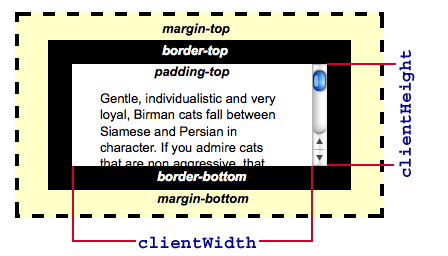 margin-top
border-top
padding-top
Gentle, individualistic and very
loyal, Birman cats fall between
Siamese and Persian in
character. If you admire cats
that are non aggressive, that
border-bottom
margin-bottom
clientWidth
clientHeight